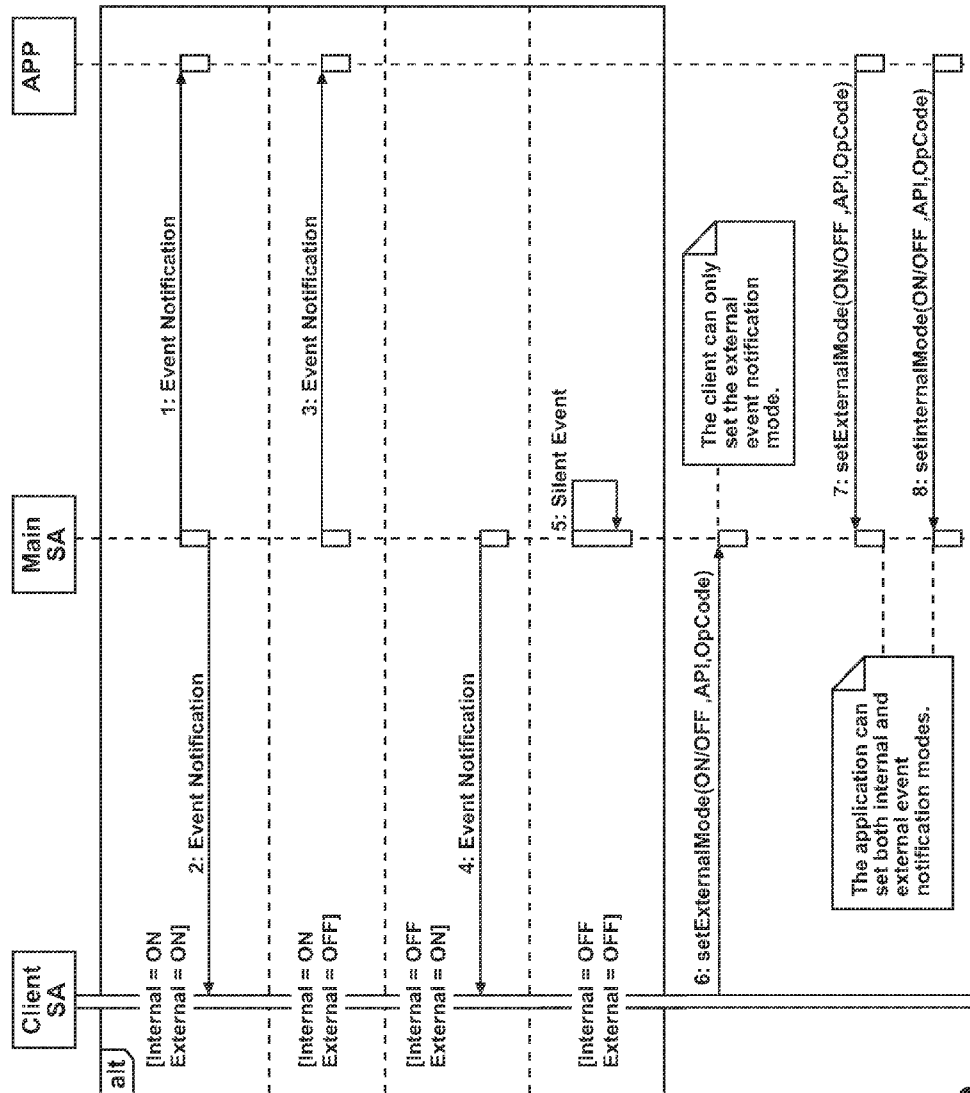 Client
SA
Main
SA
APP
alt
[Internal = ON
External = ON]
1: Event Notification
2: Event Notification
[Internal = ON
External = OFF]
3: Event Notification
[Internal = OFF
External = ON]
4: Event Notification
[Internal = OFF
External = OFF]
5: Silent Event
6: setExternalMode(ON/OFF ,API,OpCode)
The client can only
set the external
event notification
mode.
7: setExternalMode(ON/OFF ,API,OpCode)
The application can
set both internal and
external event
notification modes.
8: setInternalMode(ON/OFF ,API,OpCode)